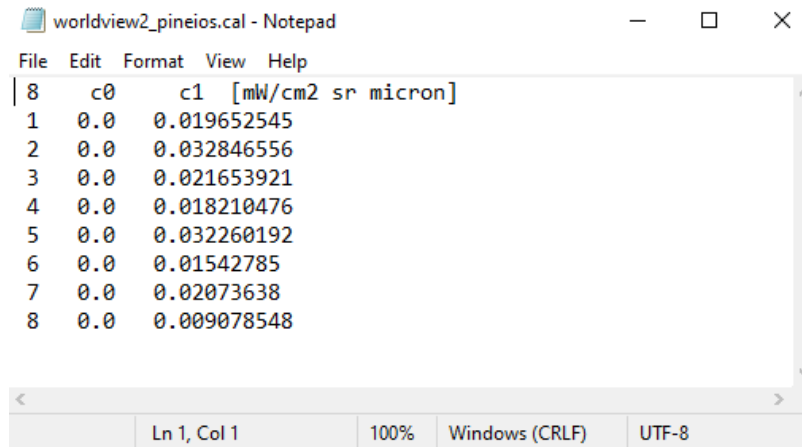 worldview2_pineios.cal - Notepad
File Edit Format View Help
8 c0 c1 [mW/cm2 sr micron]
1 0.0 0.019652545
2 0.0 0.032846556
3 0.0 0.021653921
4 0.0 0.018210476
5 0.0 0.032260192
6 0.0 0.01542785
7 0.0 0.02073638
8 0.0 0.009078548
Ln 1, Col 1 100% Windows (CRLF) UTF-8